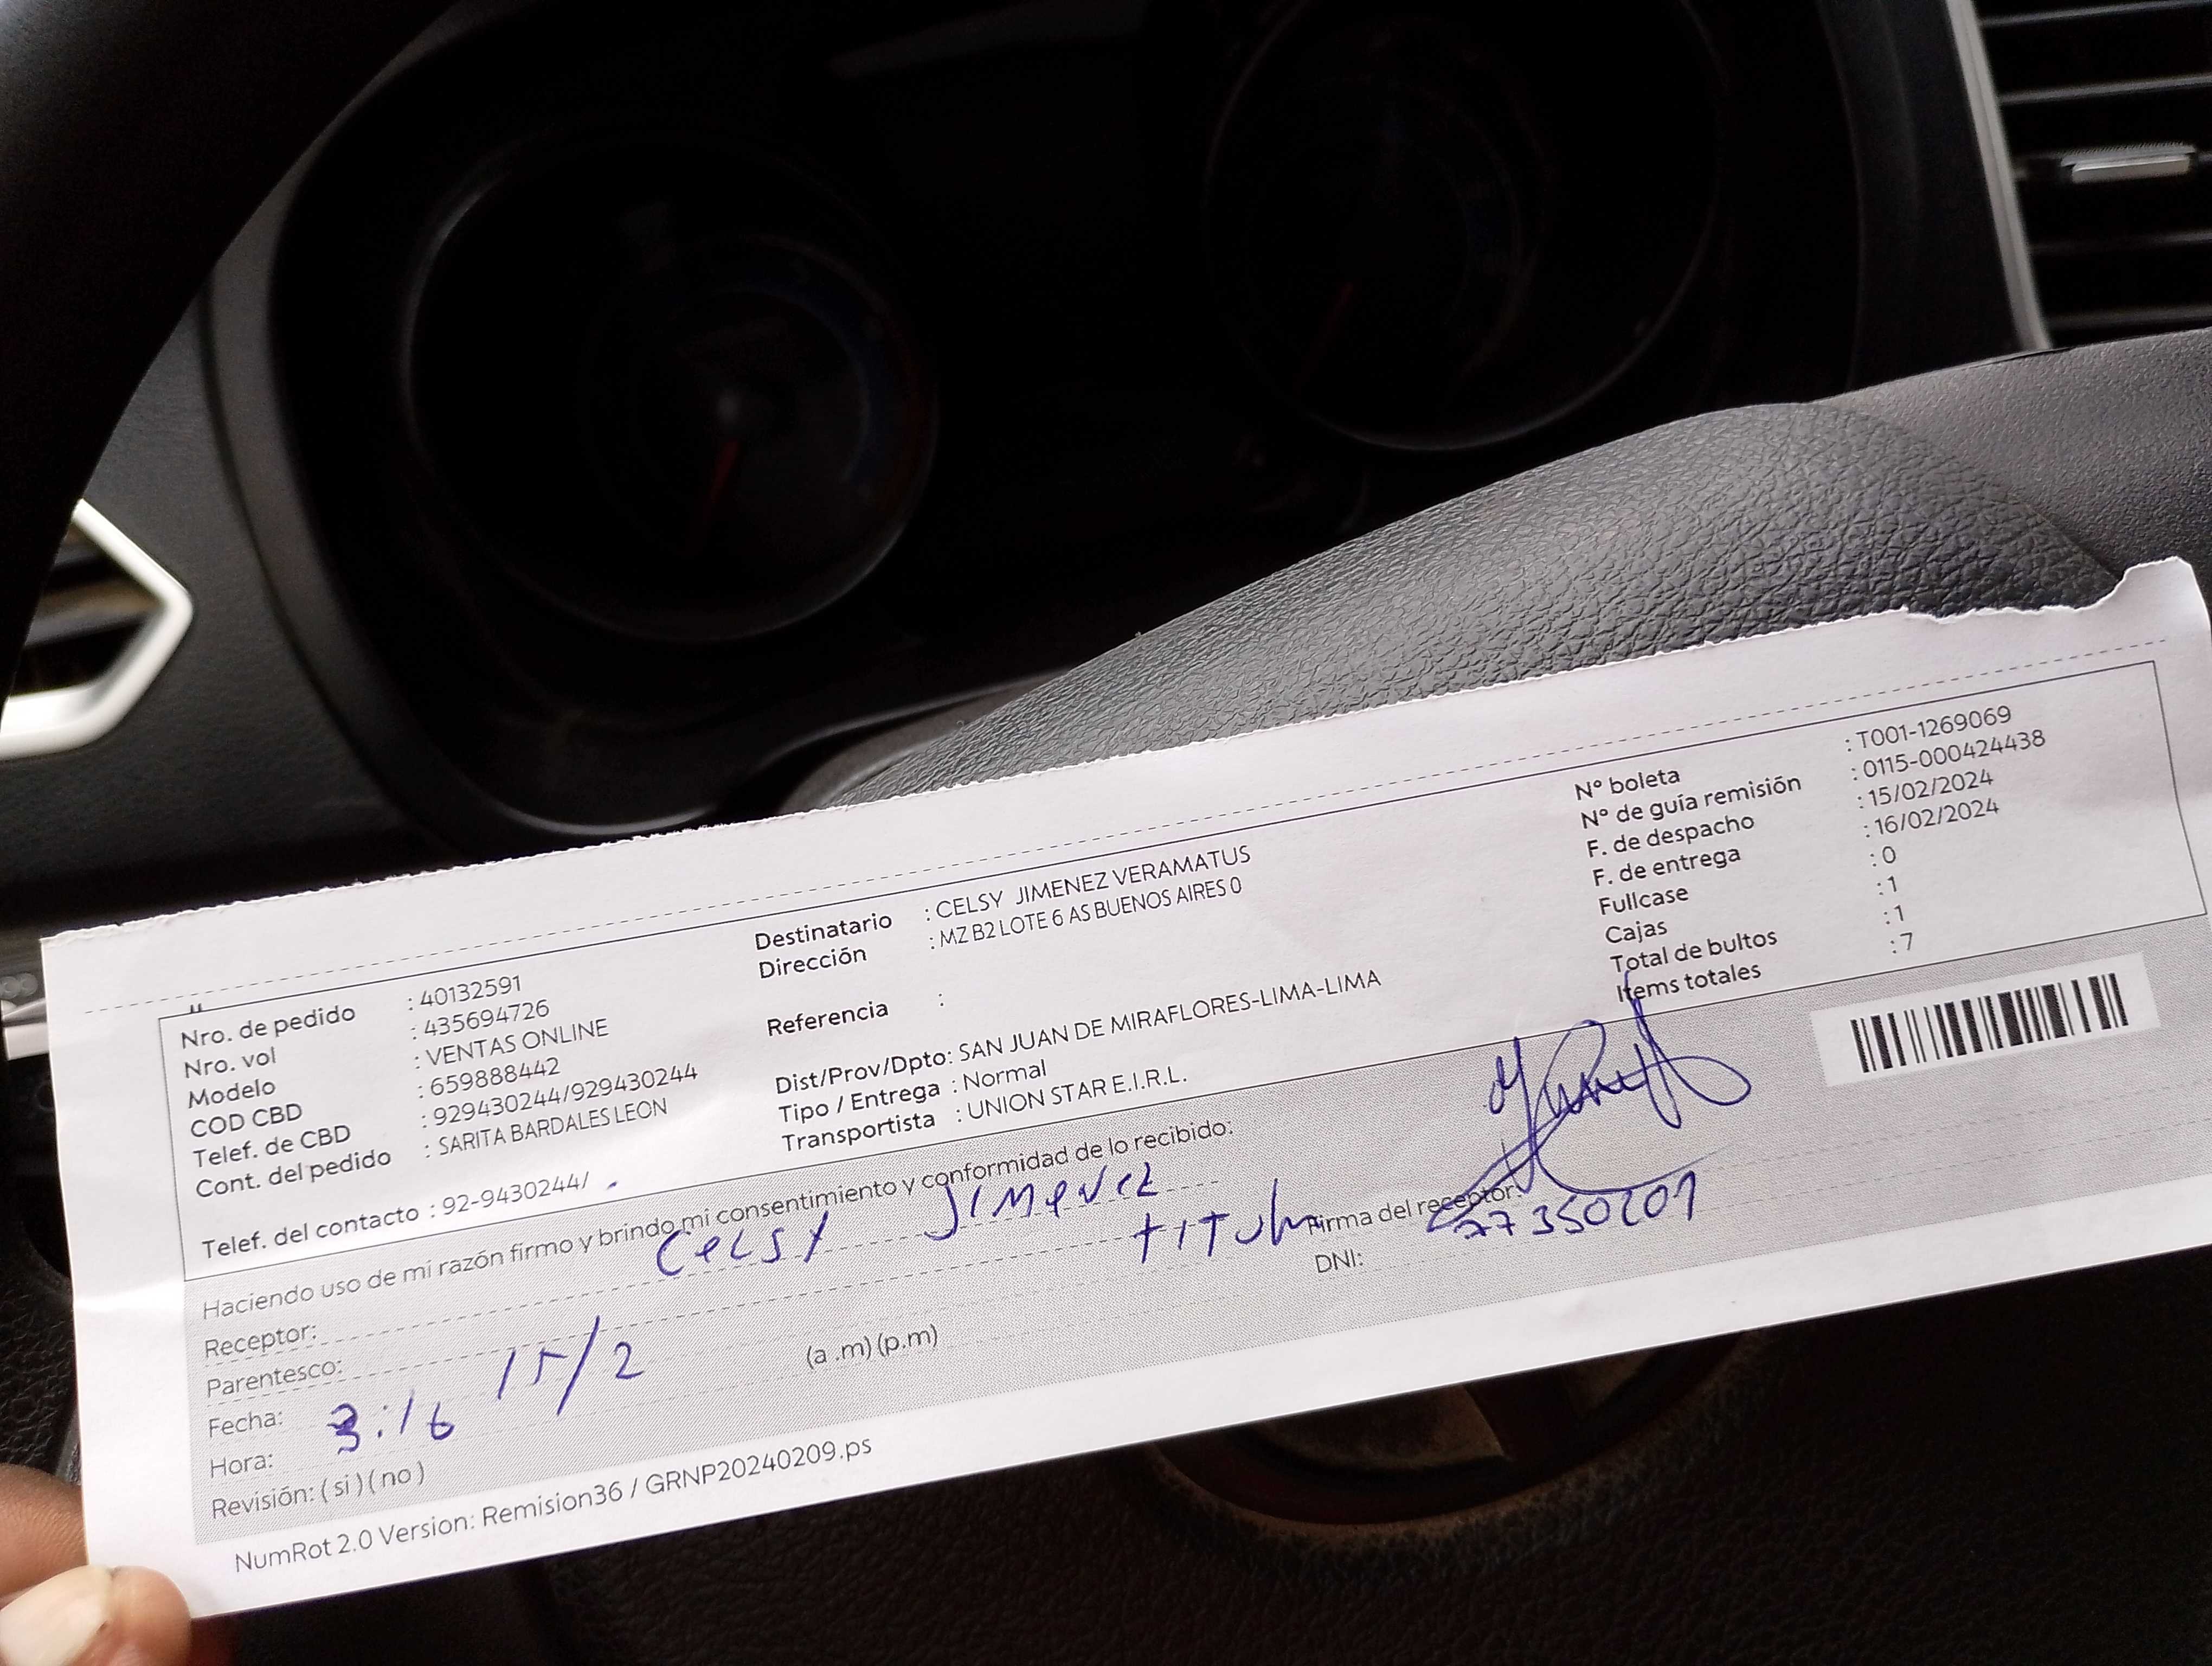 Nro. de pedido : 40132591
Nro. vol : 435694726
Modelo : VENTAS ONLINE
COD CBD : 659888442
Telef. de CBD : 929430244/929430244
Cont. del pedido : SARITA BARDALES LEON
Telef. del contacto : 92-9430244/
Destinatario : CELSY JIMENEZ VERAMATUS
Dirección : MZ B2 LOTE 6 AS BUENOS AIRES 0
Referencia :
Dist/Prov/Dpto: SAN JUAN DE MIRAFLORES-LIMA-LIMA
Tipo / Entrega : Normal
Transportista : UNION STAR E.I.R.L.
Nº boleta : T001-1269069
Nº de guía remisión : 0115-000424438
F. de despacho : 15/02/2024
F. de entrega : 16/02/2024
Fullcase : 0
Cajas : 1
Total de bultos : 1
Items totales : 7
Haciendo uso de mi razón firmo y brindo mi consentimiento y conformidad de lo recibido:
Receptor: Celsy Jimenez
Parentesco: titular
Fecha: 15/2
Hora: 3:16 (a .m) (p.m)
Revisión: ( si ) ( no )
Firma del receptor:
DNI: 77350201
NumRot 2.0 Version: Remision36 / GRNP20240209.ps